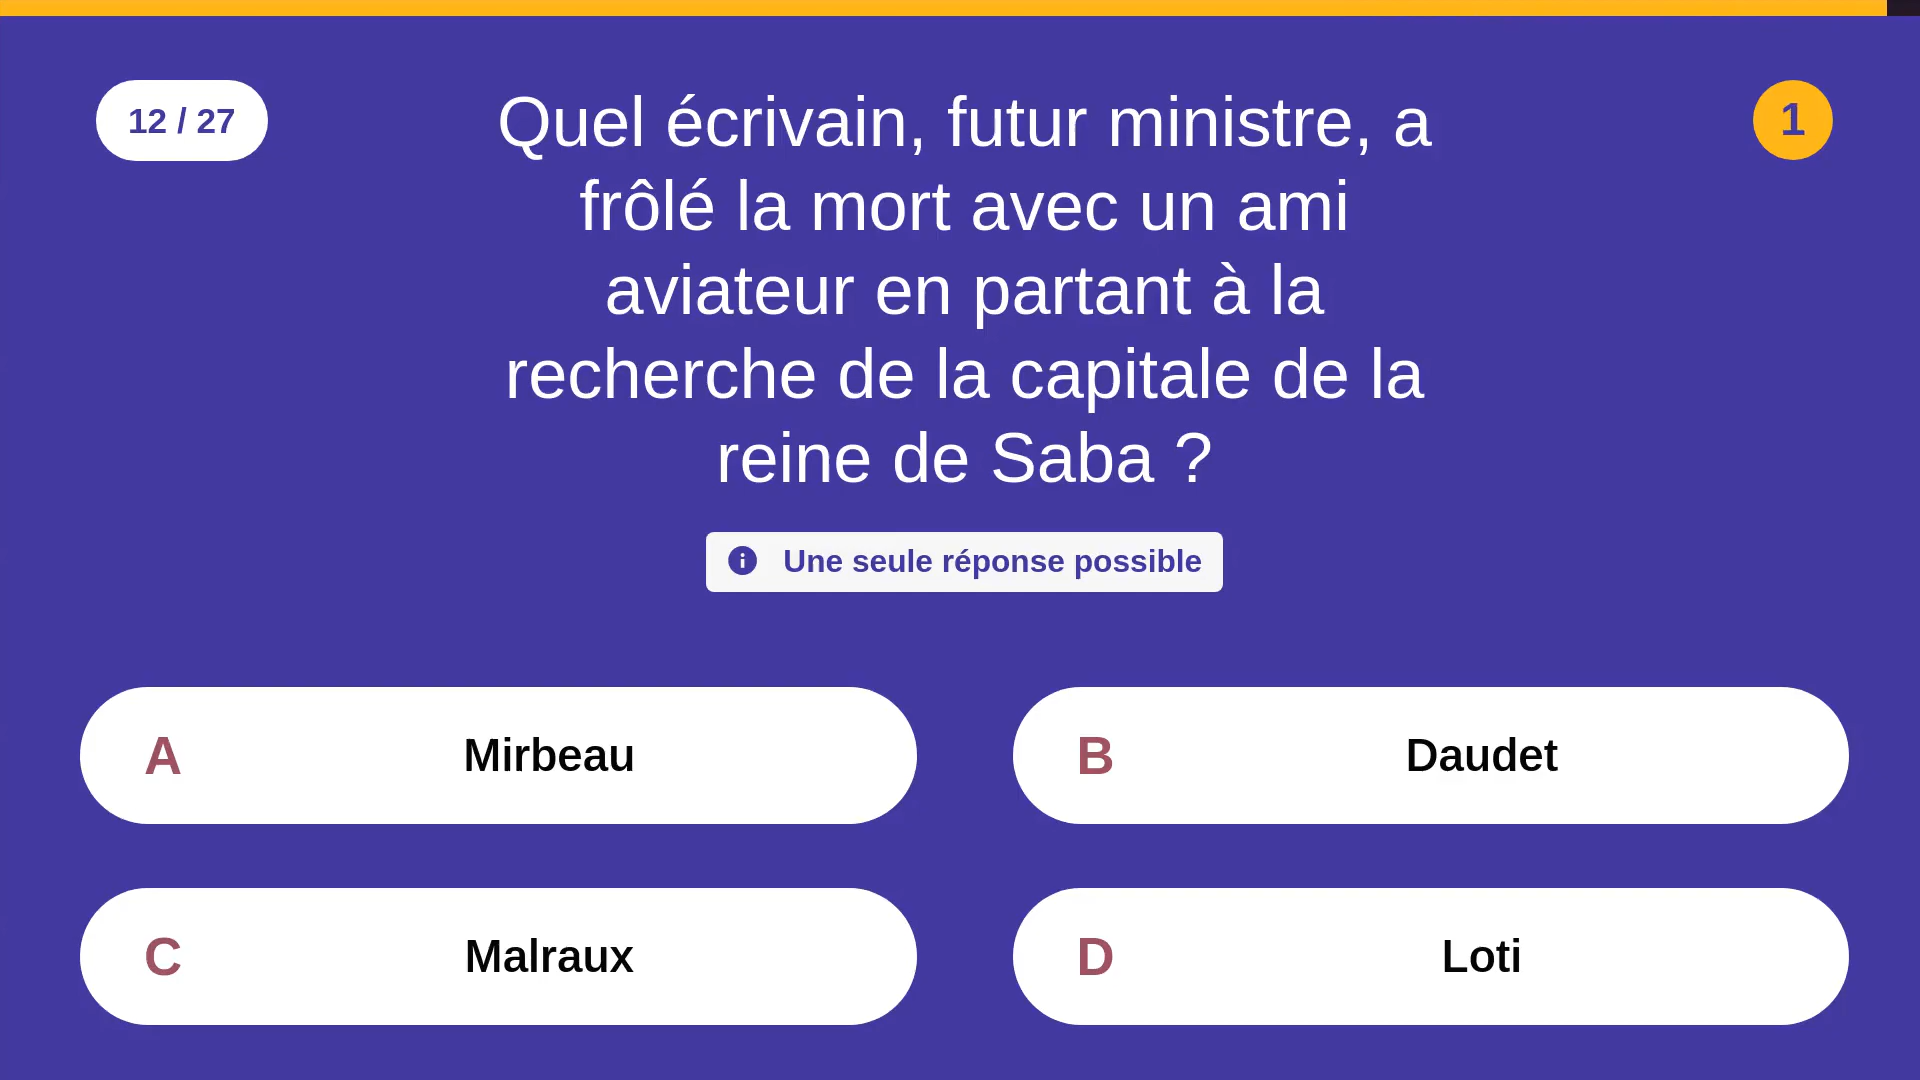 12 / 27
Quel écrivain, futur ministre, a
frôlé la mort avec un ami
aviateur en partant à la
recherche de la capitale de la
reine de Saba ?
1
Une seule réponse possible
A Mirbeau
B Daudet
C Malraux
D Loti